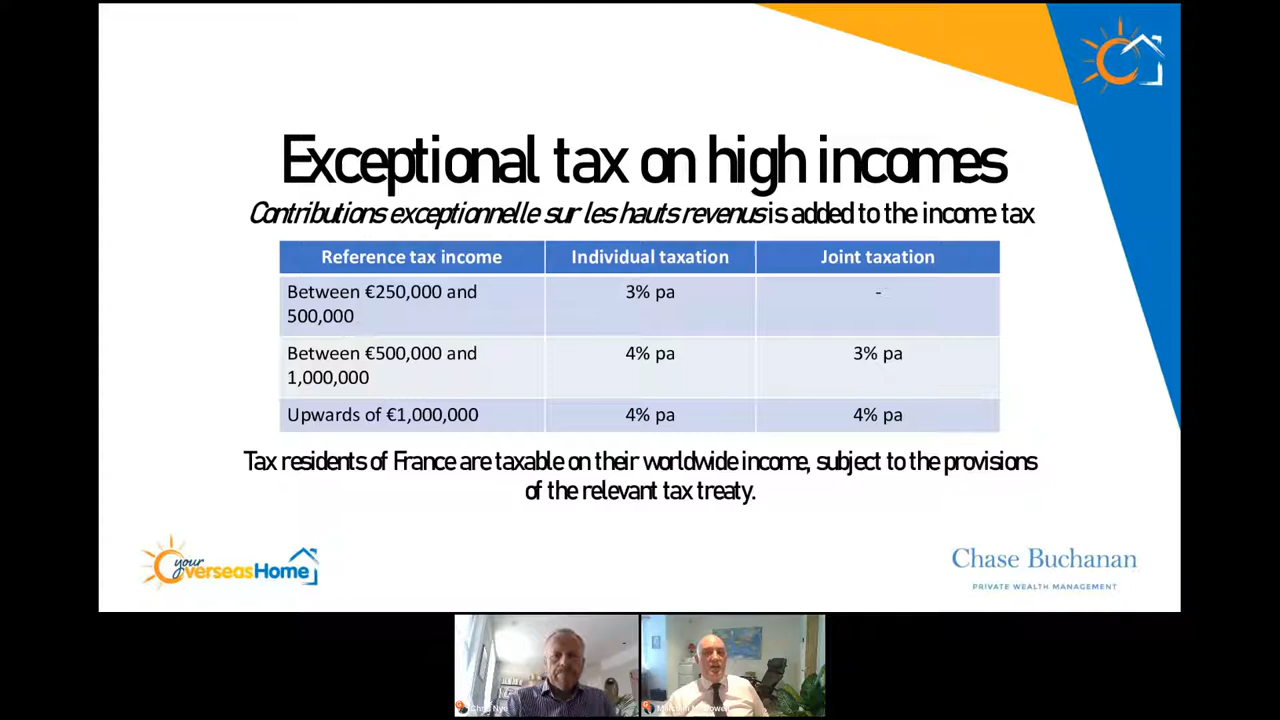 Exceptional tax on high incomes
Contributions exceptionnelle sur les hauts revenus is added to the income tax
Reference tax income Individual taxation Joint taxation
Between €250,000 and 3% pa -
500,000
Between €500,000 and 4% pa 3% pa
1,000,000
Upwards of €1,000,000 4% pa 4% pa
Tax residents of France are taxable on their worldwide income, subject to the provisions
of the relevant tax treaty.
your
OverseasHome
Chase Buchanan
PRIVATE WEALTH MANAGEMENT
Chris Nye
Malcolm